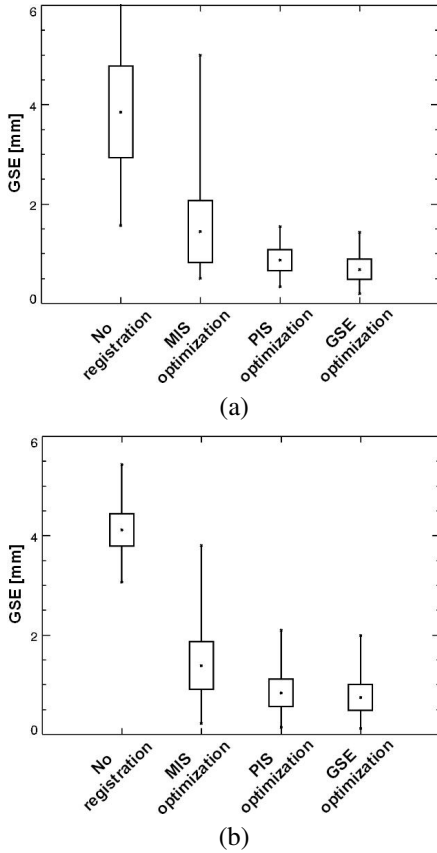 6
4
2
0
GSE [mm]
No
registration
MIS
optimization
PIS
optimization
GSE
optimization
(a)
6
4
2
0
GSE [mm]
No
registration
MIS
optimization
PIS
optimization
GSE
optimization
(b)